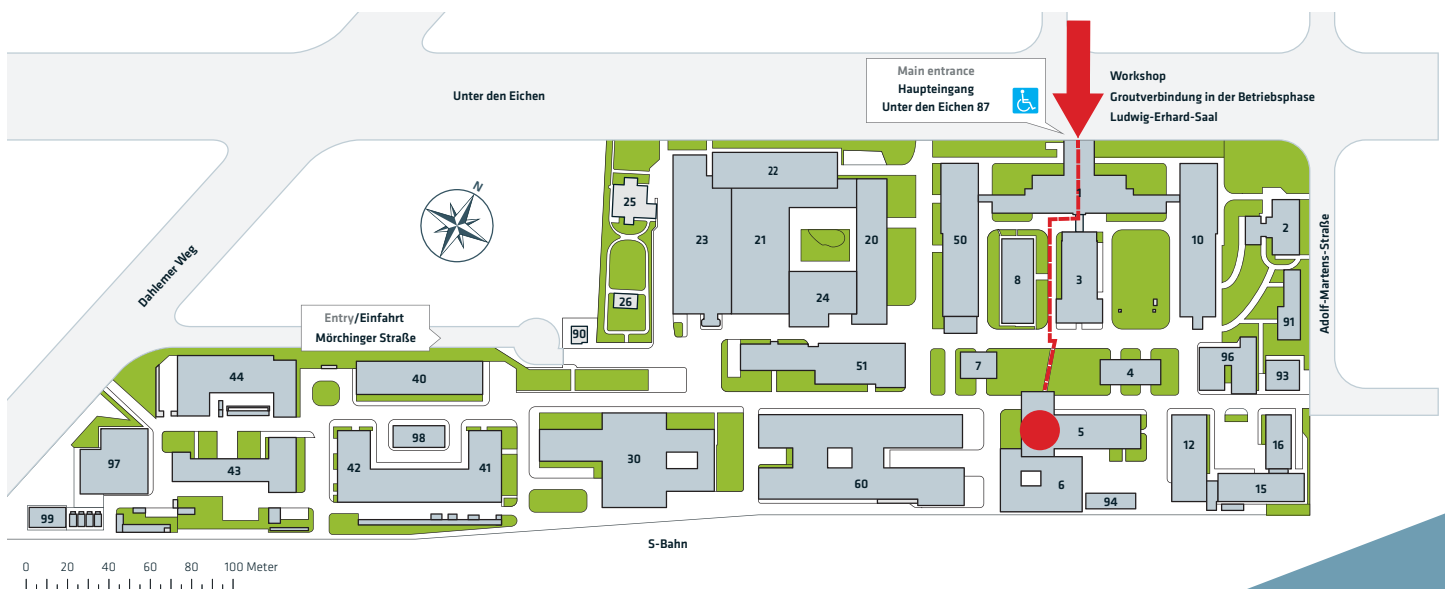 Main entrance
Haupteingang
Unter den Eichen 87
Workshop
Groutverbindung in der Betriebsphase
Ludwig-Erhard-Saal
Unter den Eichen
N
Dahlemer Weg
Adolf-Martens-Straße
Entry/Einfahrt
Mörchinger Straße
22
25
23
21
20
50
8
3
10
2
26
24
90
91
51
7
4
96
93
44
40
98
97
43
42
41
30
60
5
6
94
12
16
15
99
S-Bahn
0 20 40 60 80 100 Meter